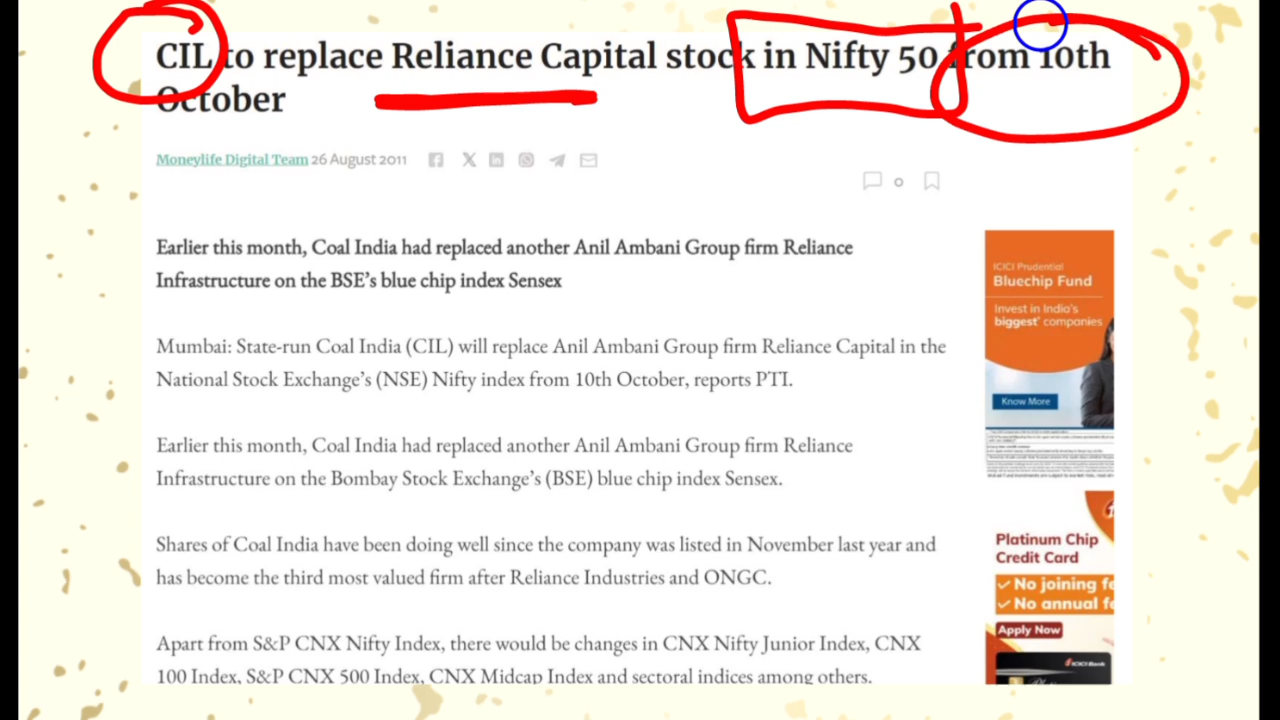 CIL to replace Reliance Capital stock in Nifty 50 from 10th
October
Moneylife Digital Team 26 August 2011
0
Earlier this month, Coal India had replaced another Anil Ambani Group firm Reliance
Infrastructure on the BSE’s blue chip index Sensex
ICICI Prudential
Bluechip Fund
Invest in India's
biggest* companies
Know More
Mumbai: State-run Coal India (CIL) will replace Anil Ambani Group firm Reliance Capital in the
National Stock Exchange’s (NSE) Nifty index from 10th October, reports PTI.
Earlier this month, Coal India had replaced another Anil Ambani Group firm Reliance
Infrastructure on the Bombay Stock Exchange’s (BSE) blue chip index Sensex.
Shares of Coal India have been doing well since the company was listed in November last year and
has become the third most valued firm after Reliance Industries and ONGC.
Platinum Chip
Credit Card
No joining fe
No annual fe
Apply Now
ICICI Bank
Apart from S&P CNX Nifty Index, there would be changes in CNX Nifty Junior Index, CNX
100 Index, S&P CNX 500 Index, CNX Midcap Index and sectoral indices among others.